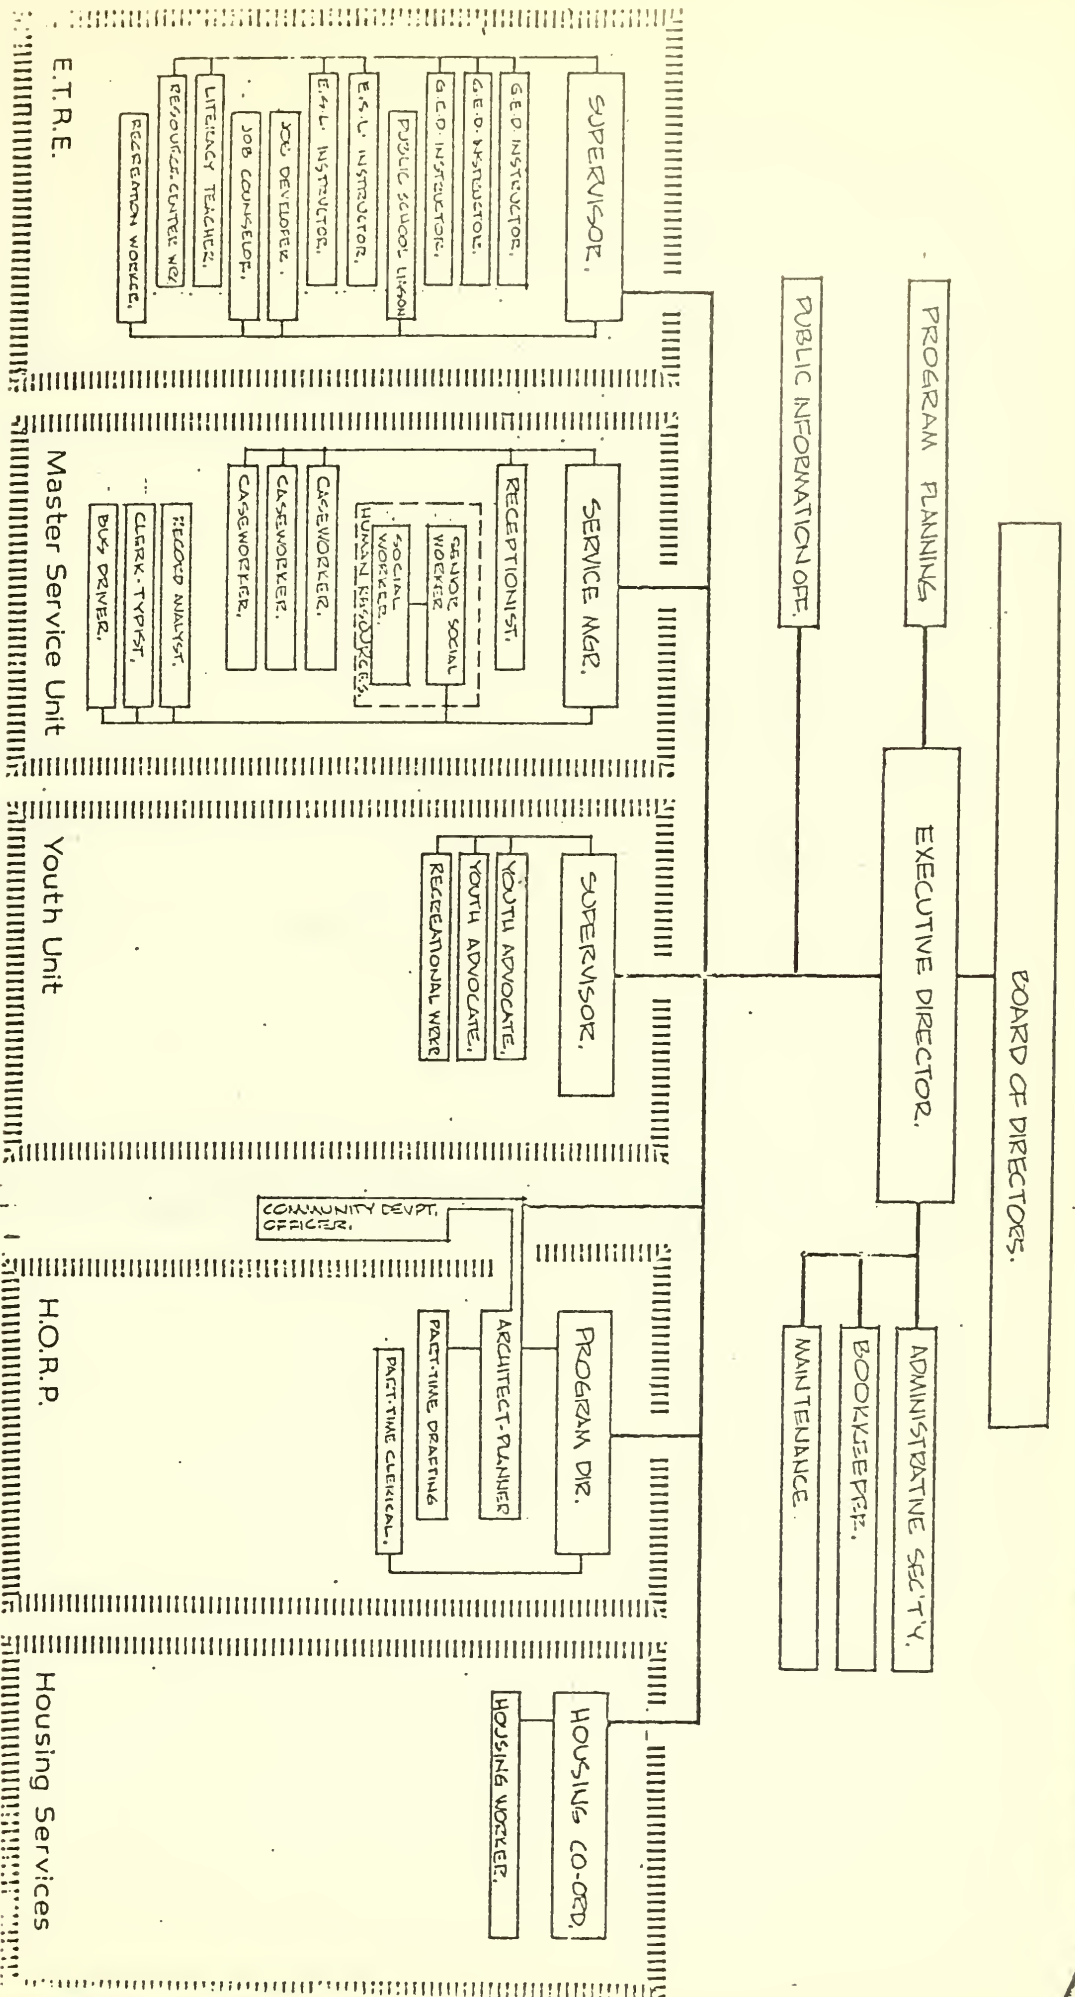 BOARD OF DIRECTORS.
EXECUTIVE DIRECTOR.
PROGRAM PLANNING
PUBLIC INFORMATION OFF.
ADMINISTRATIVE SEC'T'Y.
BOOKKEEPER.
MAINTENANCE
SUPERVISOR.
G.E.D. INSTRUCTOR.
G.E.D. INSTRUCTOR.
G.E.D. INSTRUCTOR.
PUBLIC SCHOOL LIASON
E.S.L. INSTRUCTOR.
E.S.L. INSTRUCTOR.
JOB DEVELOPER.
JOB COUNSELOR.
LITERACY TEACHER.
RESOURCE-CENTER WRK
RECREATION WORKER.
E.T.R.E.
SERVICE MGR.
RECEPTIONIST.
SENIOR SOCIAL
WORKER
SOCIAL
WORKER.
HUMAN RESOURCES.
CASEWORKER.
CASEWORKER.
CASEWORKER.
RECORD ANALYST.
CLERK-TYPIST.
BUS DRIVER.
Master Service Unit
SUPERVISOR.
YOUTH ADVOCATE.
YOUTH ADVOCATE.
RECREATIONAL WRKR
Youth Unit
COMMUNITY DEVPT.
OFFICER.
PROGRAM DIR.
ARCHITECT-PLANNER
PART-TIME DRAFTING
PART-TIME CLERICAL.
H.O.R.P.
HOUSING CO-ORD.
HOUSING WORKER.
Housing Services